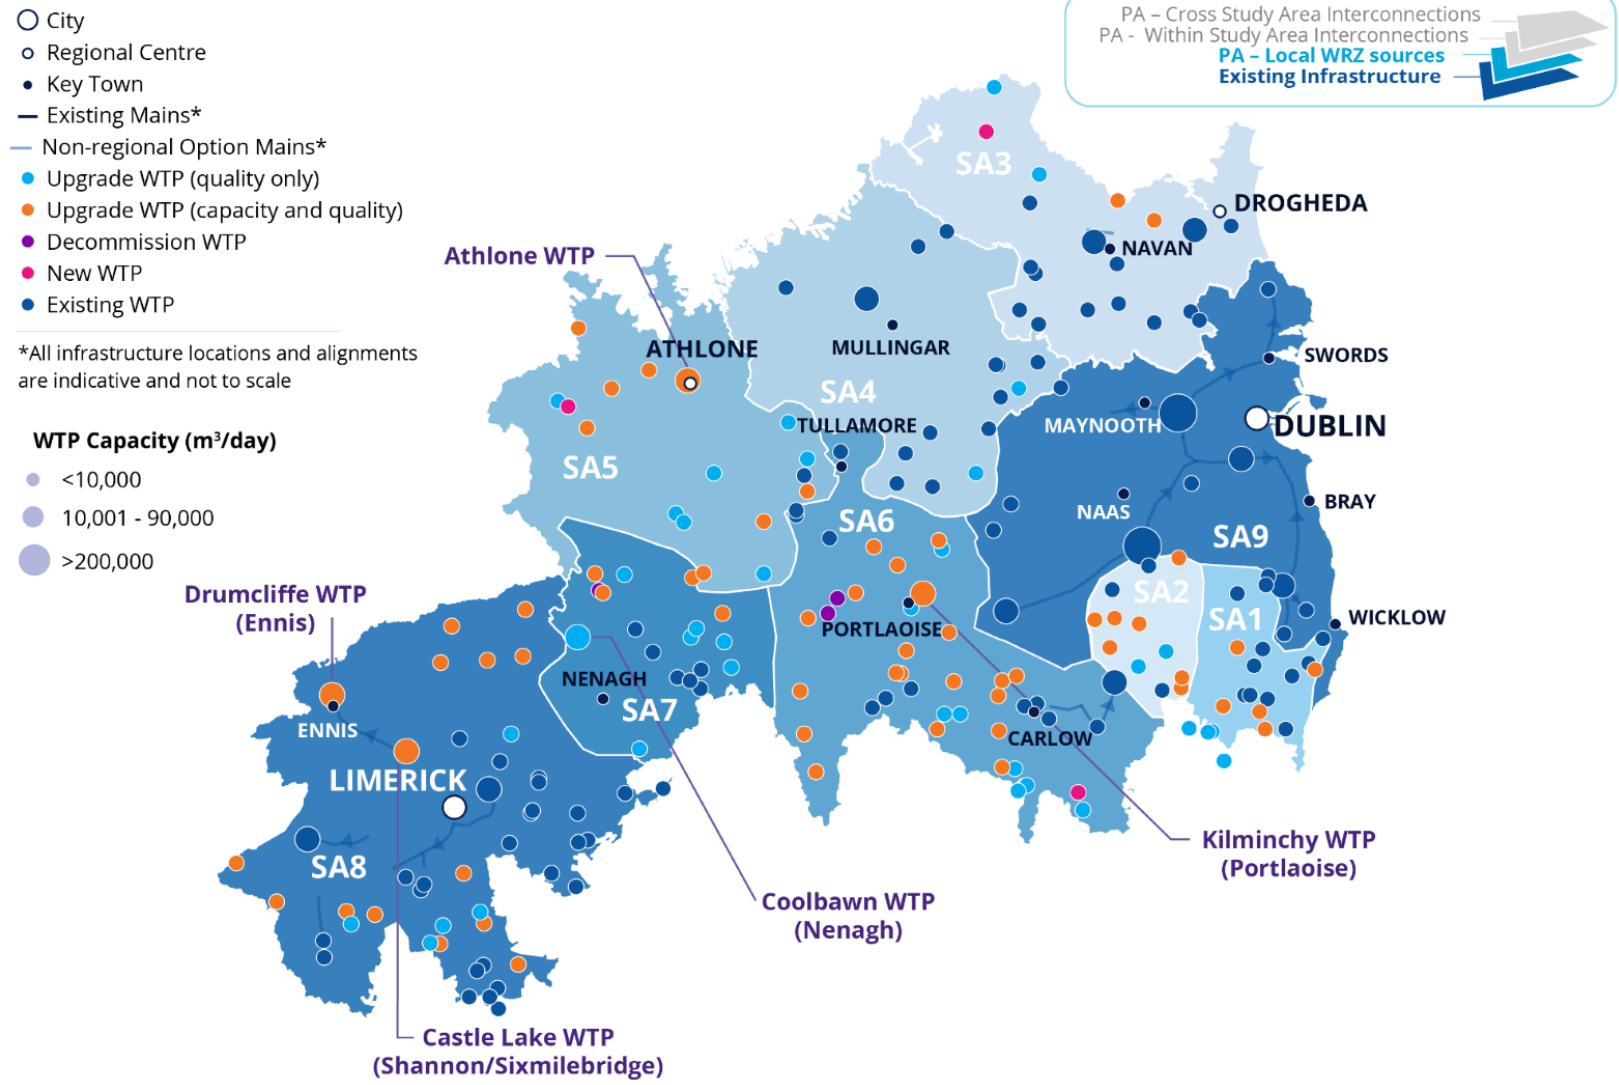 City
Regional Centre
Key Town
Existing Mains*
Non-regional Option Mains*
Upgrade WTP (quality only)
Upgrade WTP (capacity and quality)
Decommission WTP
New WTP
Existing WTP
*All infrastructure locations and alignments
are indicative and not to scale
WTP Capacity (m³/day)
<10,000
10,001 - 90,000
>200,000
PA – Cross Study Area Interconnections
PA - Within Study Area Interconnections
PA – Local WRZ sources
Existing Infrastructure
SA3
DROGHEDA
NAVAN
Athlone WTP
ATHLONE
MULLINGAR
SWORDS
SA4
TULLAMORE
MAYNOOTH
DUBLIN
SA5
NAAS
BRAY
SA6
SA9
Drumcliffe WTP
(Ennis)
SA2
SA1
WICKLOW
PORTLAOISE
NENAGH
SA7
ENNIS
CARLOW
LIMERICK
SA8
Kilminchy WTP
(Portlaoise)
Coolbawn WTP
(Nenagh)
Castle Lake WTP
(Shannon/Sixmilebridge)